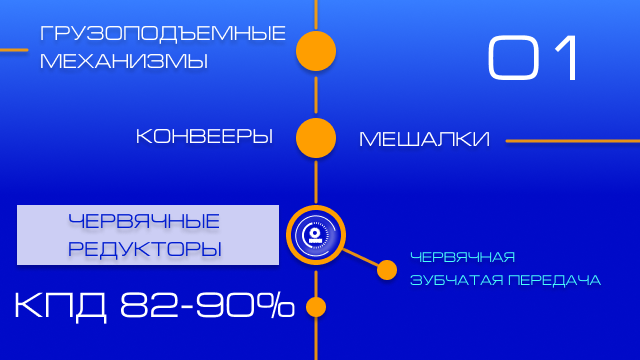 ГРУЗОПОДЪЕМНЫЕ
МЕХАНИЗМЫ
01
КОНВЕЕРЫ
МЕШАЛКИ
ЧЕРВЯЧНЫЕ
РЕДУКТОРЫ
ЧЕРВЯЧНАЯ
ЗУБЧАТАЯ ПЕРЕДАЧА
КПД 82-90%